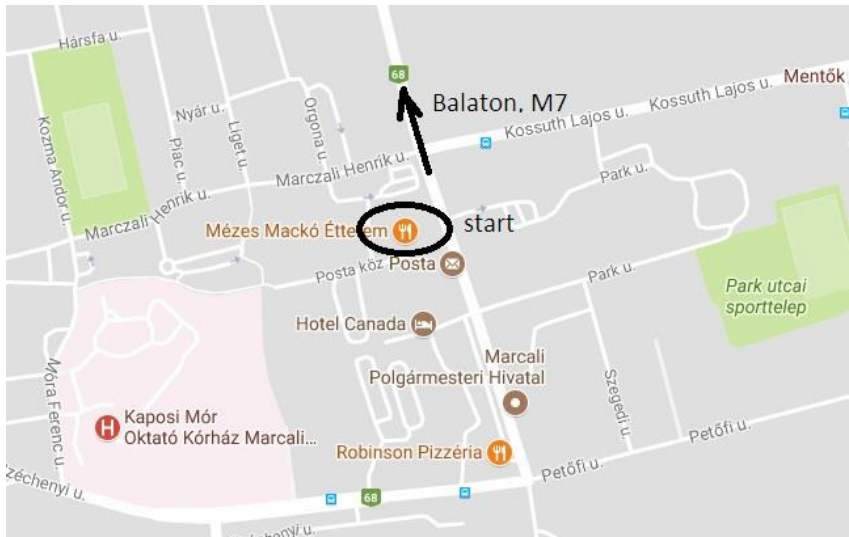 Hársfa u.
68
Mentők
Balaton, M7
Kossuth Lajos u.
Kossuth Lajos u.
Nyár u.
Orgona u.
Kozma Andor u.
Piac u.
Liget u.
Marczali Henrik u.
Park u.
Marczali Henrik u.
Mézes Mackó Étterem
start
Posta köz
Posta
Park u.
Park utcai
sporttelep
Hotel Canada
Marcali
Polgármesteri Hivatal
Szegedi u.
Móra Ferenc u.
H
Kaposi Mór
Oktató Kórház Marcali...
Robinson Pizzéria
Petőfi u.
Petőfi u.
zéchenyi u.
68